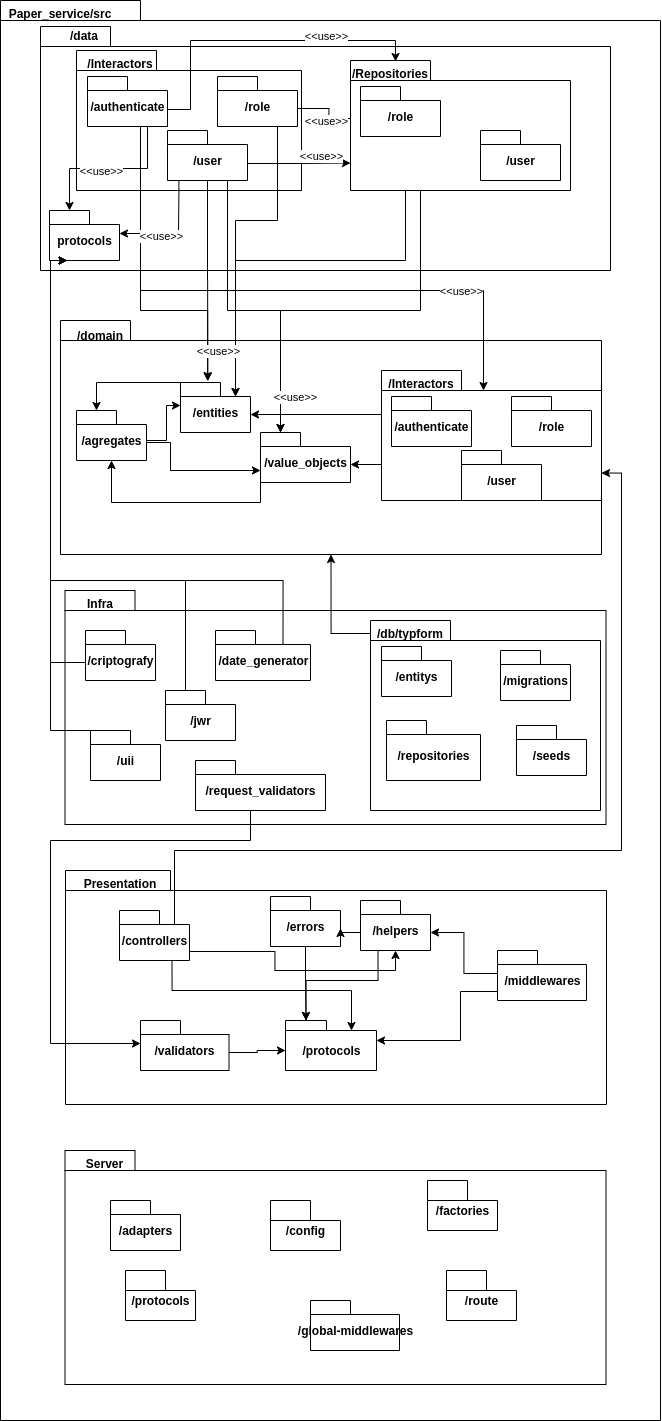 Paper_service/src
/data
<<use>>
/Interactors
/Repositories
/authenticate
/role
<<use>>
/role
/user
<<use>>
/user
<<use>>
protocols
<<use>>
<<use>>
/domain
<<use>>
/Interactors
<<use>>
/entities
/agregates
/authenticate
/role
/value_objects
/user
Infra
/db/typform
/criptografy
/date_generator
/entitys
/migrations
/jwr
/uii
/repositories
/seeds
/request_validators
Presentation
/controllers
/errors
/helpers
/middlewares
/validators
/protocols
Server
/adapters
/config
/factories
/protocols
/route
/global-middlewares